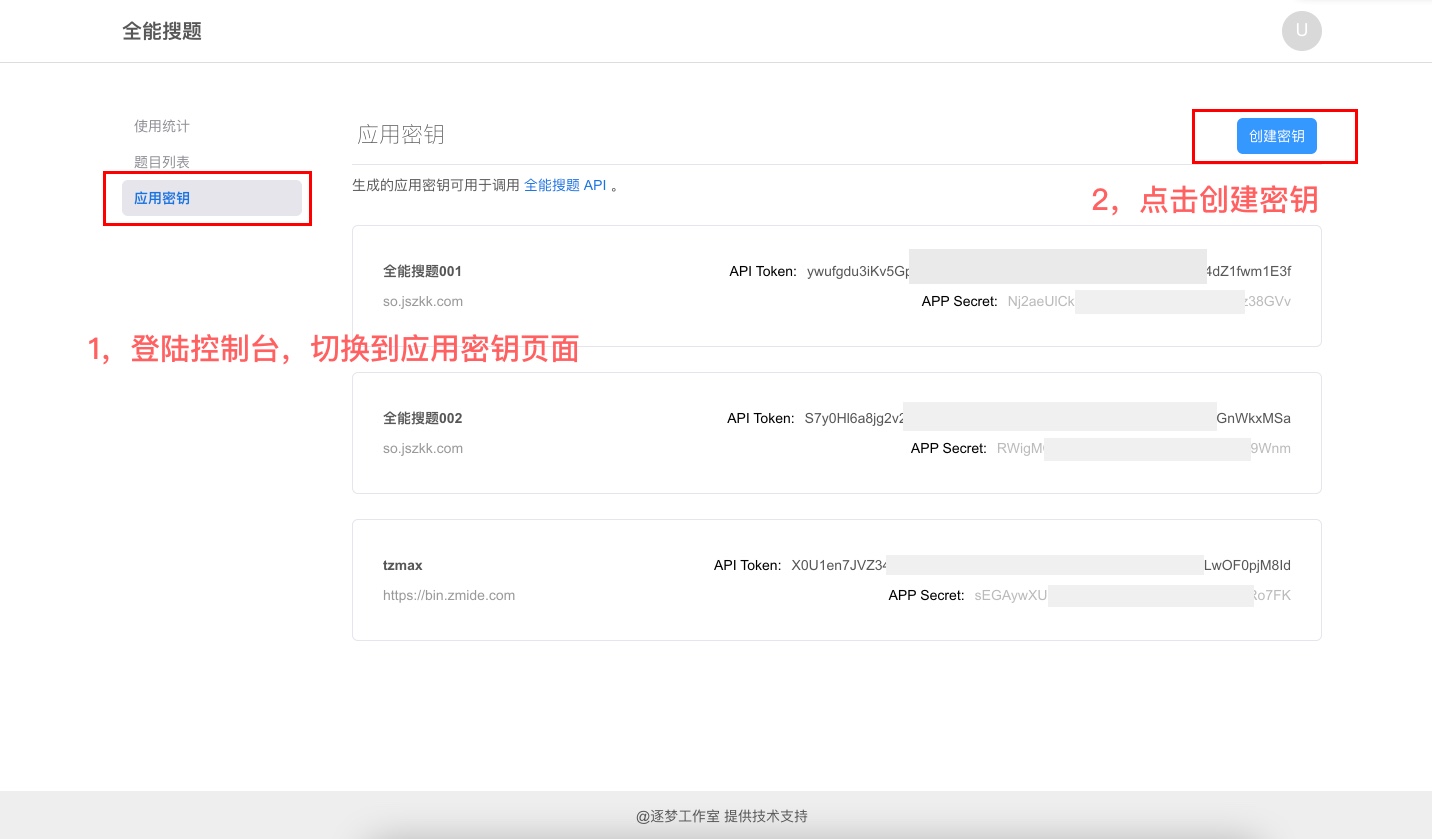 全能搜题
U
使用统计
题目列表
应用密钥
应用密钥
创建密钥
生成的应用密钥可用于调用 全能搜题 API 。
2，点击创建密钥
全能搜题001
API Token: ywufgdu3iKv5Gp 4dZ1fwm1E3f
so.jszkk.com
APP Secret: Nj2aeUlCk z38GVv
1，登陆控制台，切换到应用密钥页面
全能搜题002
API Token: S7y0Hl6a8jg2v2 GnWkxMSa
so.jszkk.com
APP Secret: RWigM 9Wnm
tzmax
API Token: X0U1en7JVZ34 LwOF0pjM8Id
https://bin.zmide.com
APP Secret: sEGAywXU Ro7FK
@逐梦工作室 提供技术支持